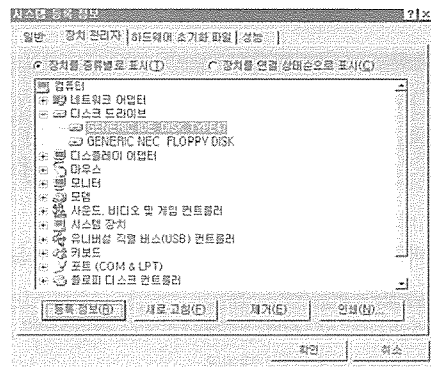 시스템 등록 정보
일반 장치 관리자 하드웨어 초기화 파일 성능
장치를 종류별로 표시(T) 장치를 연결 상태순으로 표시(C)
컴퓨터
네트워크 어댑터
디스크 드라이브
GENERIC IDE DISK TYPE
GENERIC NEC FLOPPY DISK
디스플레이 어댑터
마우스
모니터
모뎀
사운드, 비디오 및 게임 컨트롤러
시스템 장치
유니버설 직렬 버스(USB) 컨트롤러
키보드
포트 (COM & LPT)
플로피 디스크 컨트롤러
등록 정보(R) 새로 고침(F) 제거(E) 인쇄(N)...
확인 취소